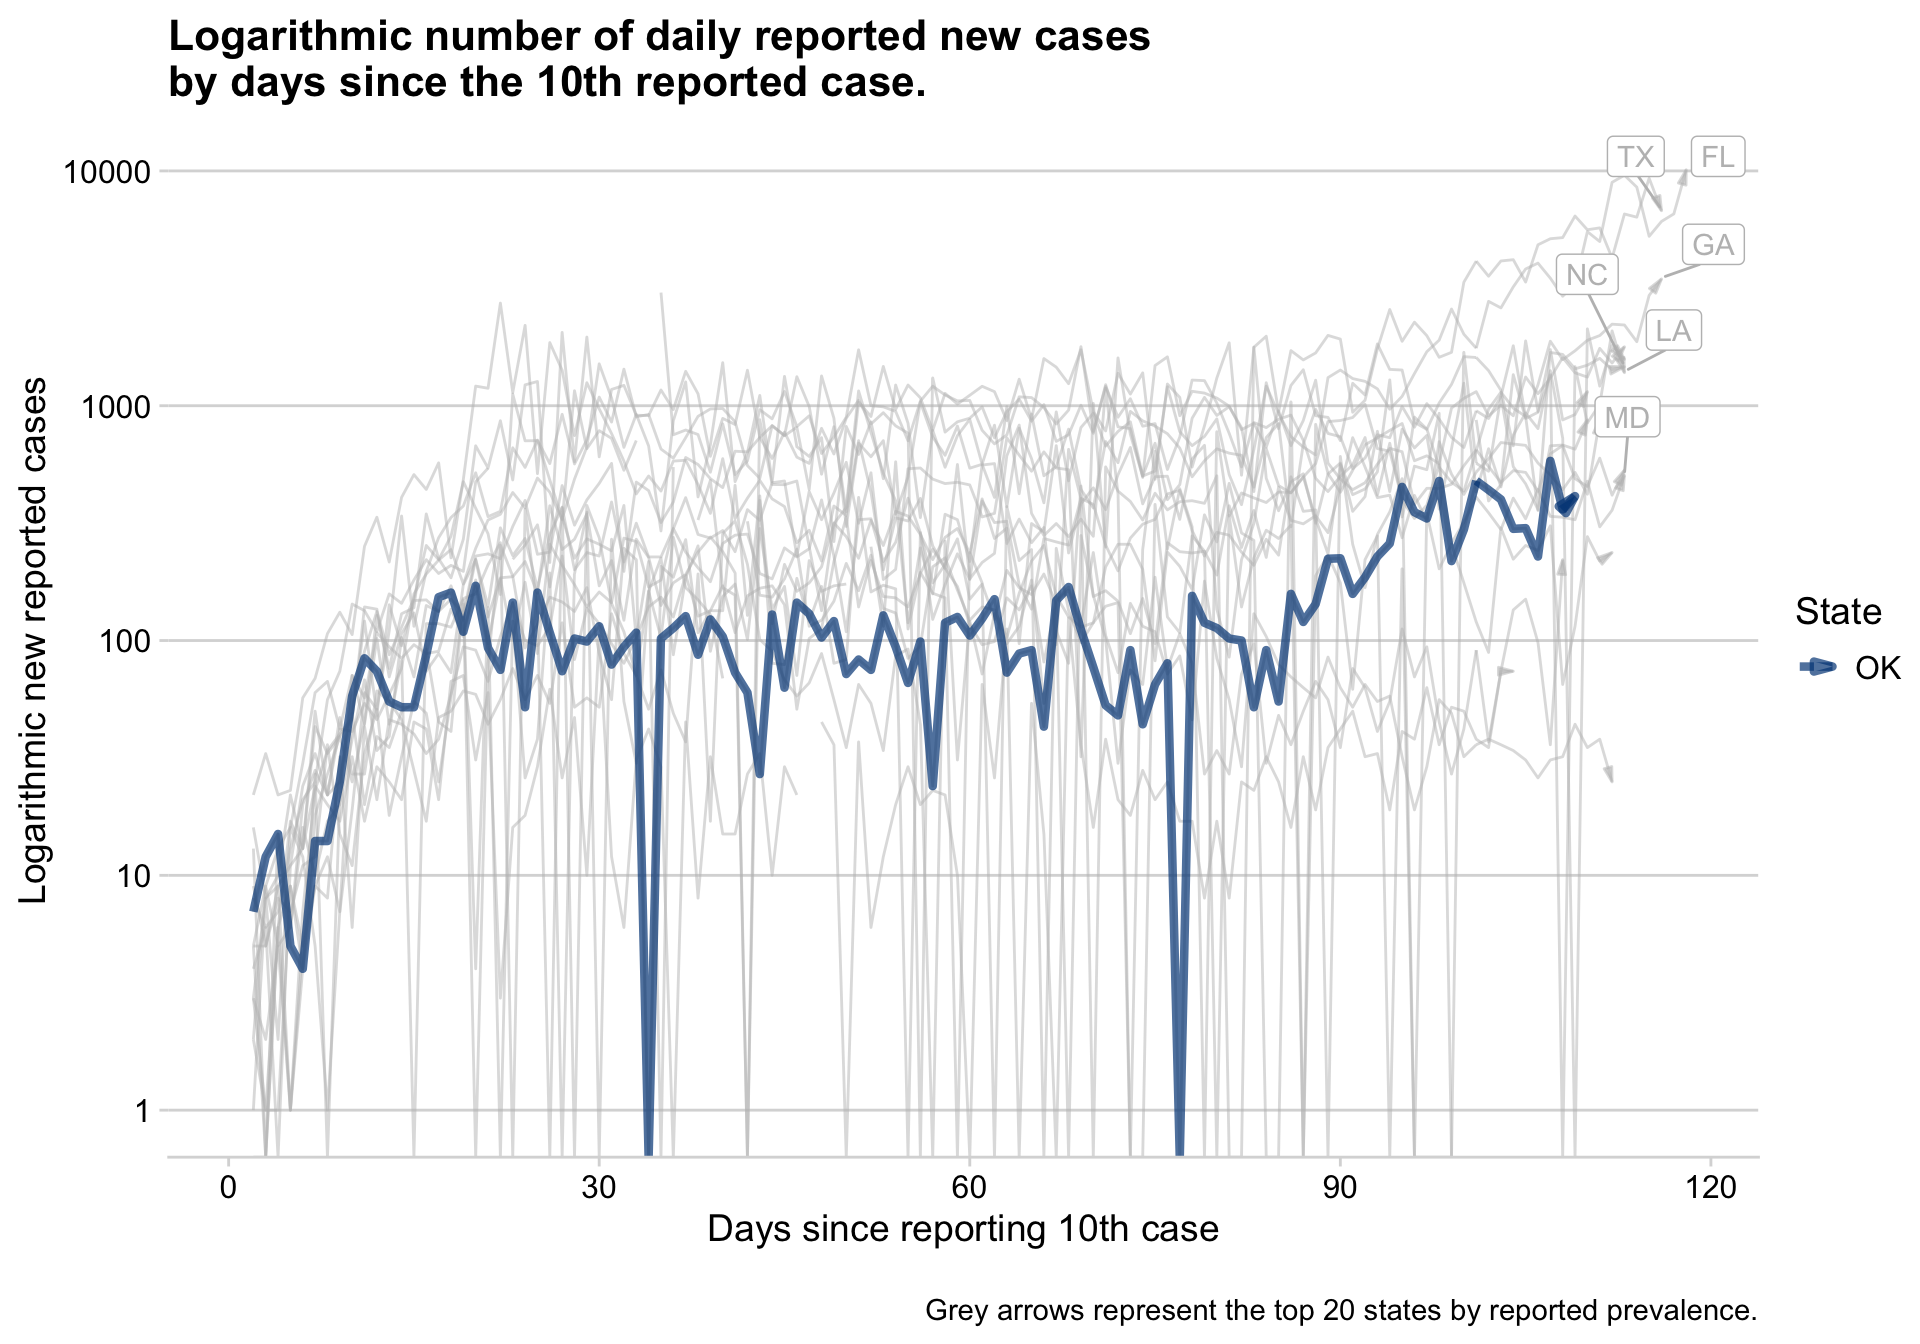 Logarithmic number of daily reported new cases
by days since the 10th reported case.
Logarithmic new reported cases
10000
1000
100
10
1
TX
FL
GA
NC
LA
MD
State
OK
0
30
60
90
120
Days since reporting 10th case
Grey arrows represent the top 20 states by reported prevalence.